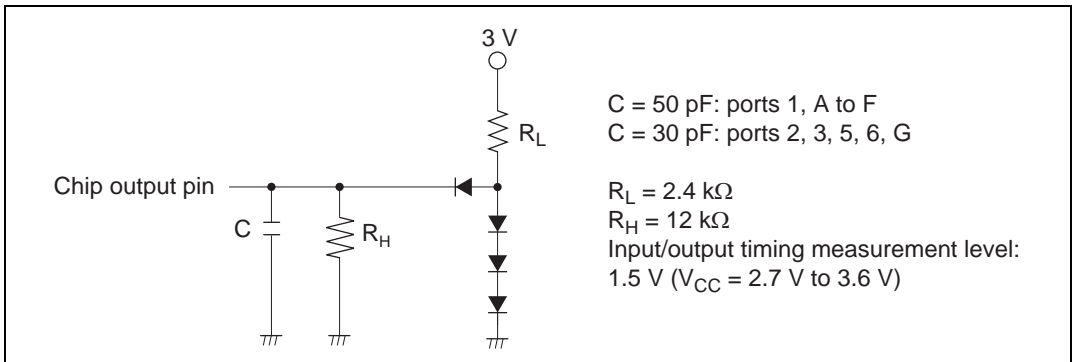 3 V
R_L
Chip output pin
C
R_H
C = 50 pF: ports 1, A to F
C = 30 pF: ports 2, 3, 5, 6, G
R_L = 2.4 kΩ
R_H = 12 kΩ
Input/output timing measurement level:
1.5 V (V_CC = 2.7 V to 3.6 V)